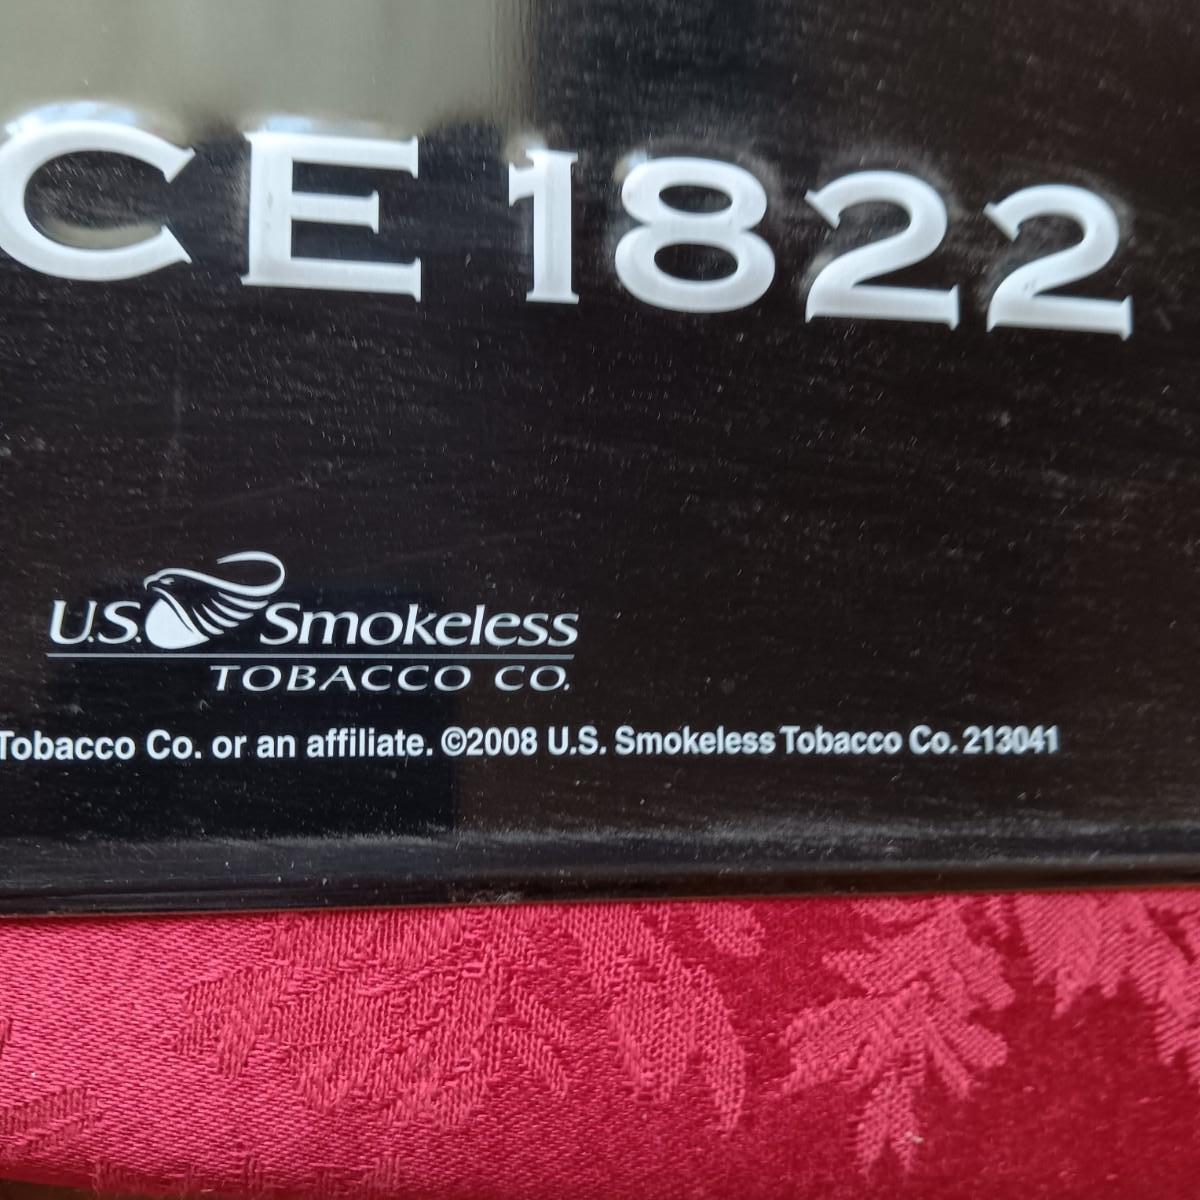 CE 1822
U.S. Smokeless
TOBACCO CO.
Tobacco Co. or an affiliate. ©2008 U.S. Smokeless Tobacco Co. 213041